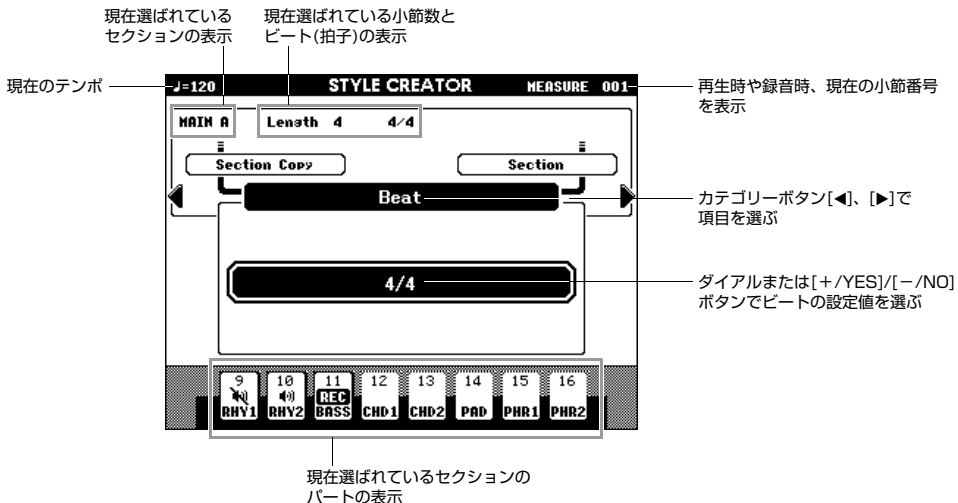 現在選ばれている
セクションの表示
現在選ばれている小節数と
ビート(拍子)の表示
現在のテンポ
♩=120 STYLE CREATOR MEASURE 001
再生時や録音時、現在の小節番号
を表示
MAIN A Length 4 4/4
Section Copy Section
Beat
カテゴリーボタン[◀]、[▶]で
項目を選ぶ
4/4
ダイアルまたは[＋/YES]/[－/NO]
ボタンでビートの設定値を選ぶ
9 10 11 12 13 14 15 16
REC
RHY1 RHY2 BASS CHD1 CHD2 PAD PHR1 PHR2
現在選ばれているセクションの
パートの表示